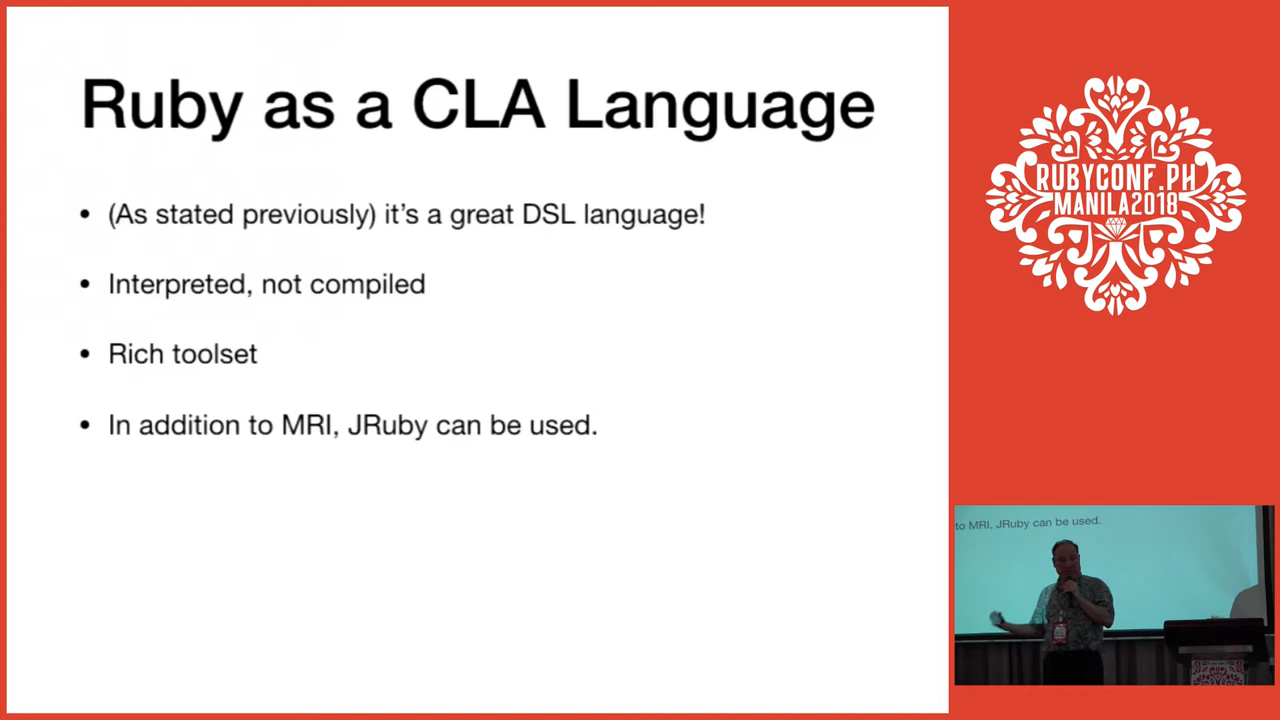 Ruby as a CLA Language
• (As stated previously) it's a great DSL language!
• Interpreted, not compiled
• Rich toolset
• In addition to MRI, JRuby can be used.
RUBYCONF.PH
MANILA2018
to MRI, JRuby can be used.